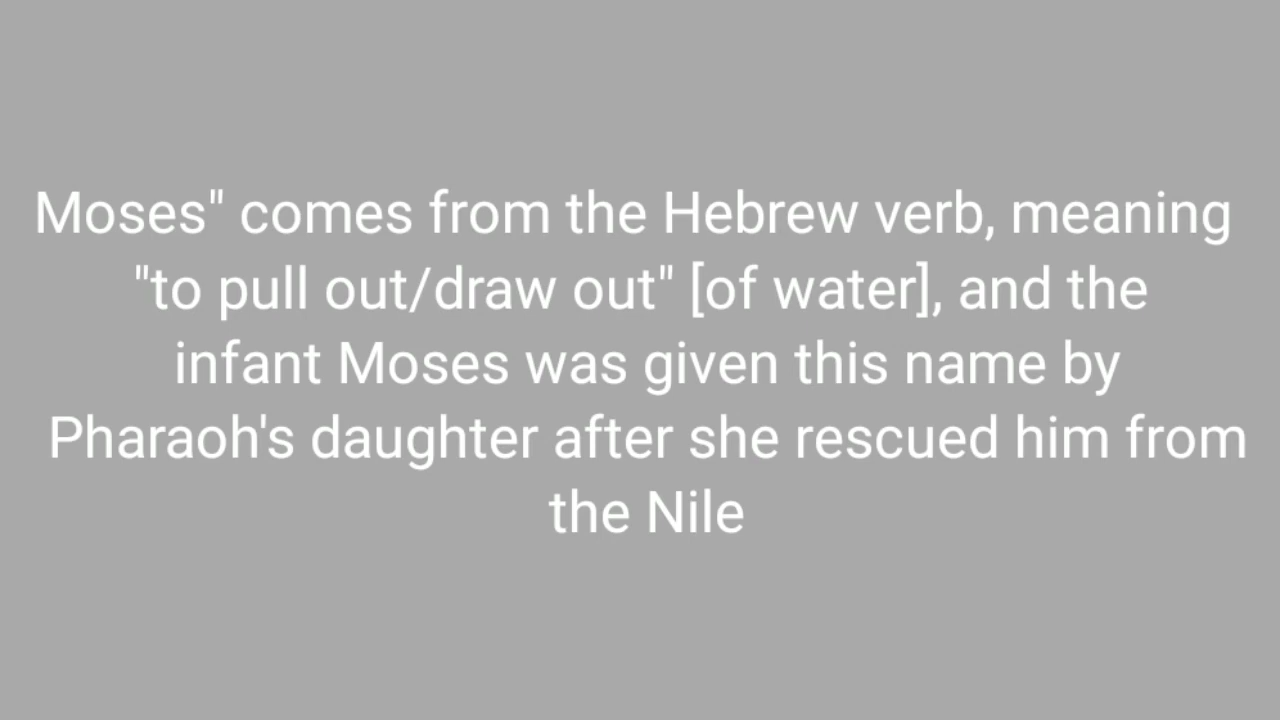 Moses" comes from the Hebrew verb, meaning
"to pull out/draw out" [of water], and the
infant Moses was given this name by
Pharaoh's daughter after she rescued him from
the Nile